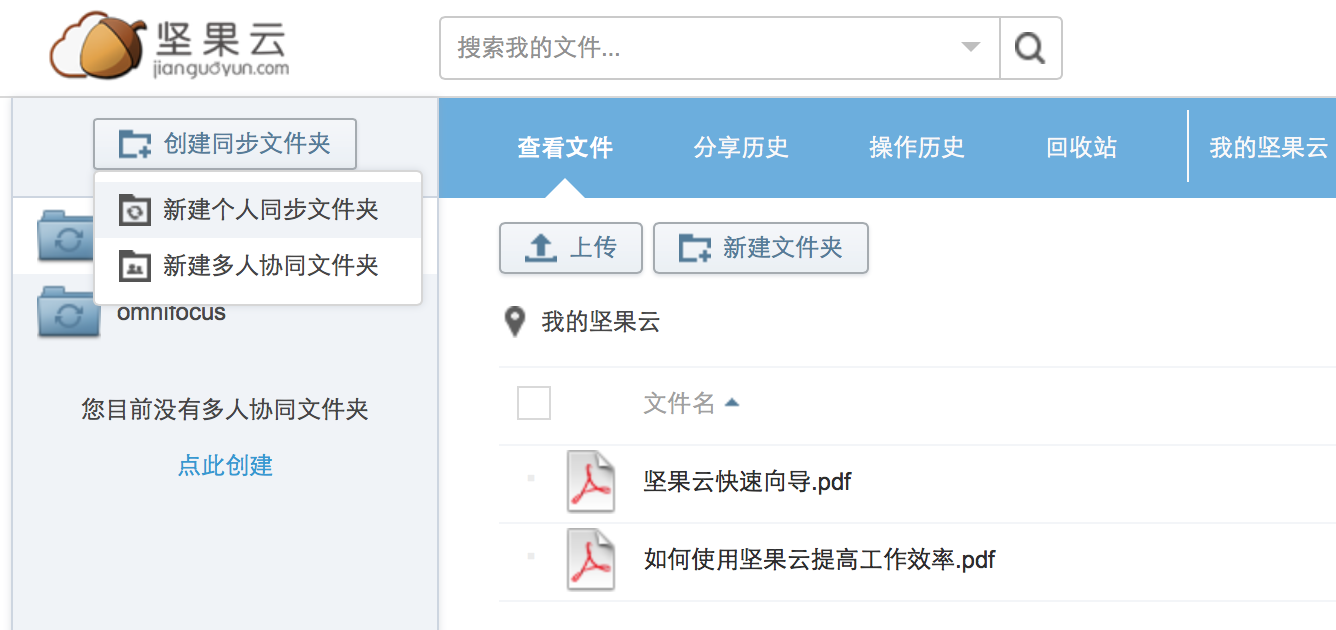 坚果云
jianguoyun.com
搜索我的文件...
创建同步文件夹
新建个人同步文件夹
新建多人协同文件夹
omnifocus
您目前没有多人协同文件夹
点此创建
查看文件
分享历史
操作历史
回收站
我的坚果云
上传
新建文件夹
我的坚果云
文件名
坚果云快速向导.pdf
如何使用坚果云提高工作效率.pdf